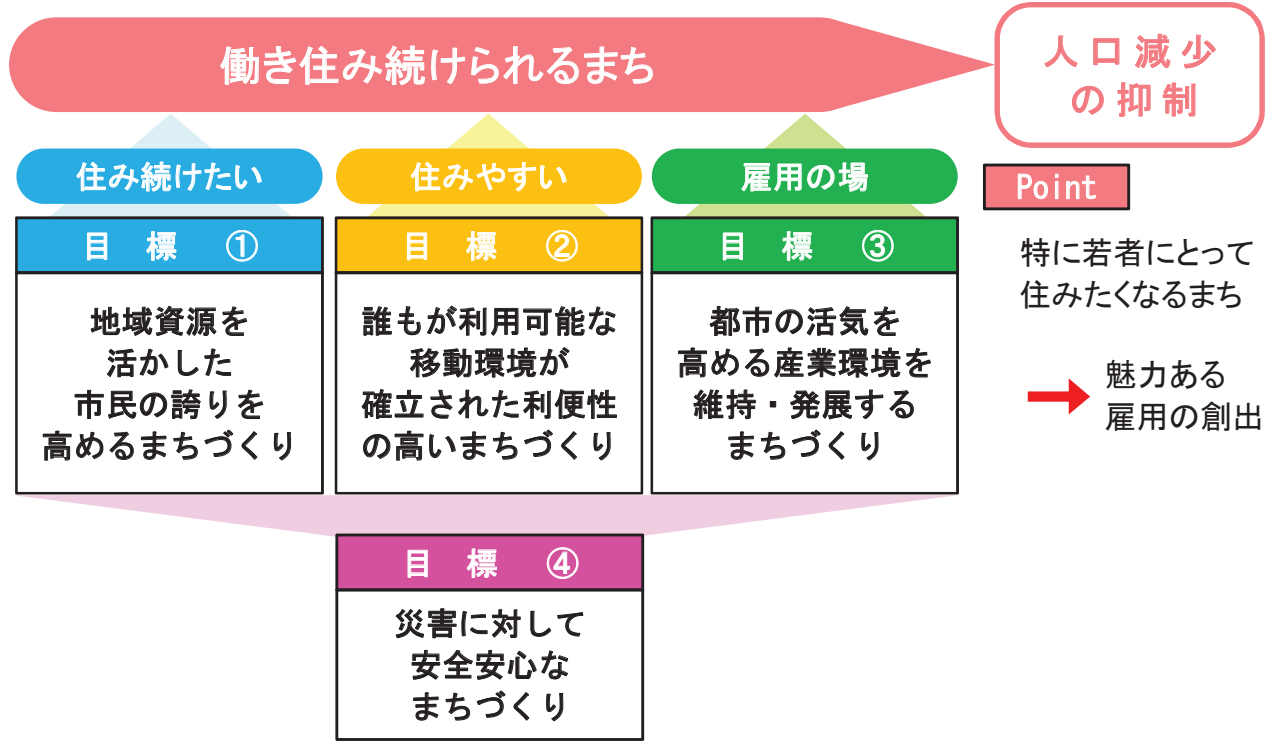 働き住み続けられるまち
人口減少
の抑制
住み続けたい
住みやすい
雇用の場
Point
目標①
目標②
目標③
特に若者にとって
住みたくなるまち
地域資源を
活かした
市民の誇りを
高めるまちづくり
誰もが利用可能な
移動環境が
確立された利便性
の高いまちづくり
都市の活気を
高める産業環境を
維持・発展する
まちづくり
魅力ある
雇用の創出
目標④
災害に対して
安全安心な
まちづくり